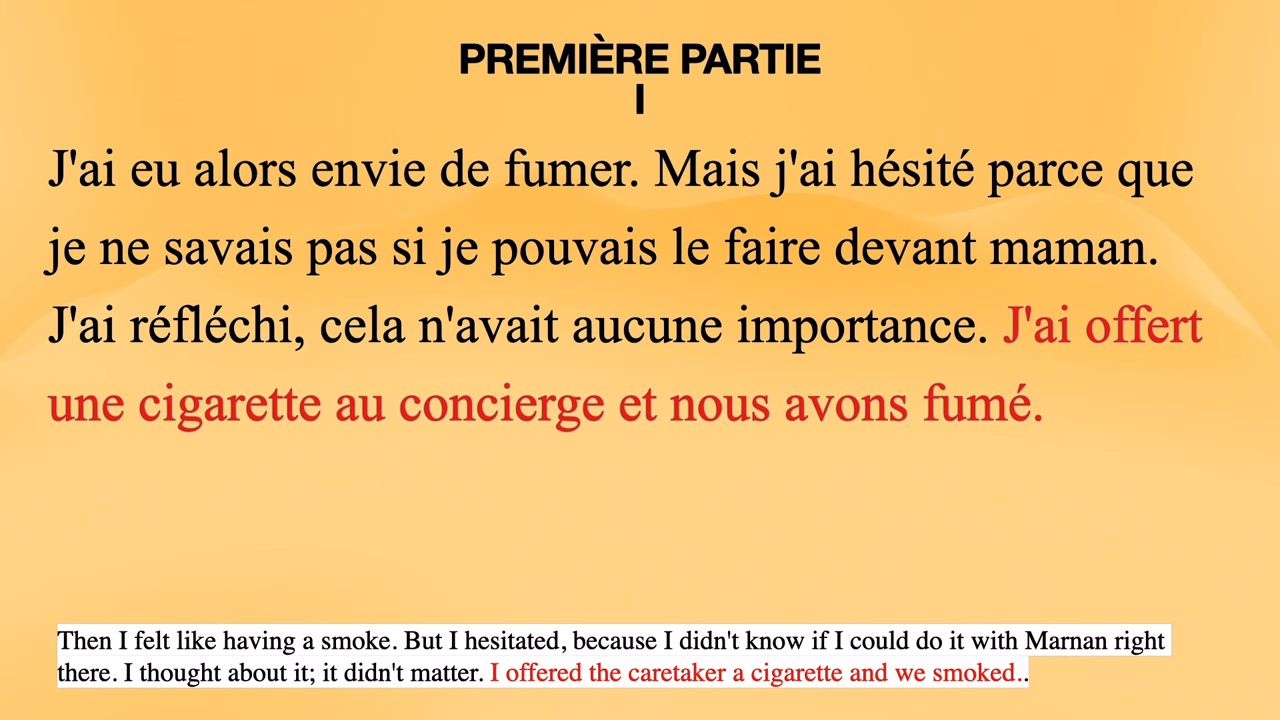 PREMIÈRE PARTIE
I
J'ai eu alors envie de fumer. Mais j'ai hésité parce que
je ne savais pas si je pouvais le faire devant maman.
J'ai réfléchi, cela n'avait aucune importance. J'ai offert
une cigarette au concierge et nous avons fumé.
Then I felt like having a smoke. But I hesitated, because I didn't know if I could do it with Marnan right
there. I thought about it; it didn't matter. I offered the caretaker a cigarette and we smoked..